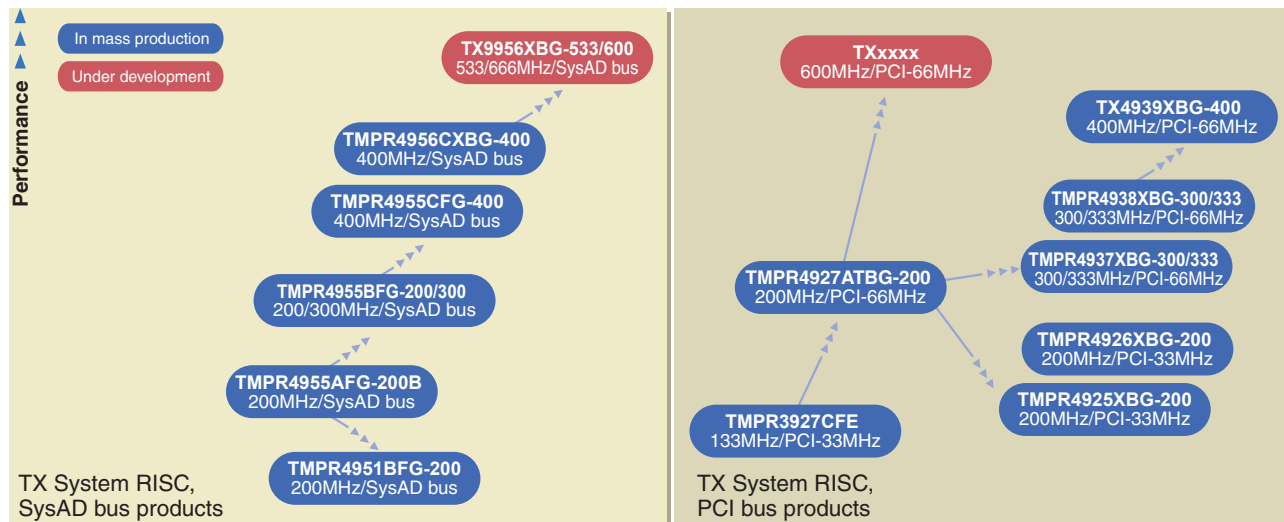 Performance
In mass production
Under development
TX9956XBG-533/600
533/666MHz/SysAD bus
TMPR4956CXBG-400
400MHz/SysAD bus
TMPR4955CFG-400
400MHz/SysAD bus
TMPR4955BFG-200/300
200/300MHz/SysAD bus
TMPR4955AFG-200B
200MHz/SysAD bus
TMPR4951BFG-200
200MHz/SysAD bus
TX System RISC,
SysAD bus products
TXxxxx
600MHz/PCI-66MHz
TX4939XBG-400
400MHz/PCI-66MHz
TMPR4938XBG-300/333
300/333MHz/PCI-66MHz
TMPR4937XBG-300/333
300/333MHz/PCI-66MHz
TMPR4927ATBG-200
200MHz/PCI-66MHz
TMPR4926XBG-200
200MHz/PCI-33MHz
TMPR4925XBG-200
200MHz/PCI-33MHz
TMPR3927CFE
133MHz/PCI-33MHz
TX System RISC,
PCI bus products